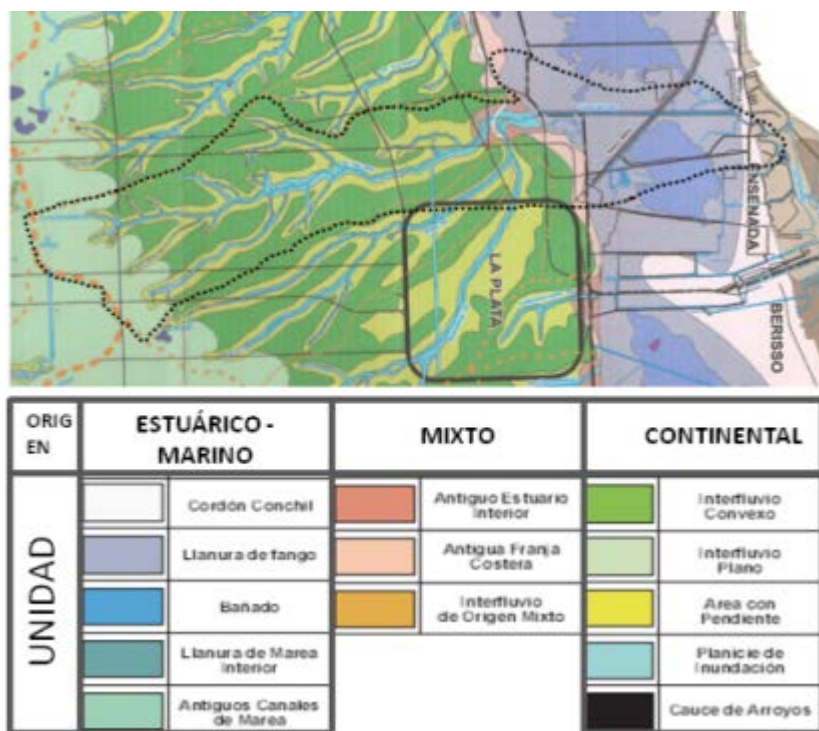 LA PLATA
ENSENADA
BERISSO
ORIG
EN
ESTUÁRICO -
MARINO
MIXTO
CONTINENTAL
UNIDAD
Cordón Conchil
Antiguo Estuario
Interior
Interfluvio
Convexo
Llanura de fango
Antigua Franja
Costera
Interfluvio
Plano
Bañado
Interfluvio
de Origen Mixto
Area con
Pendiente
Llanura de Marea
Interior
Planicie de
Inundación
Antiguos Canales
de Marea
Cauce de Arroyos